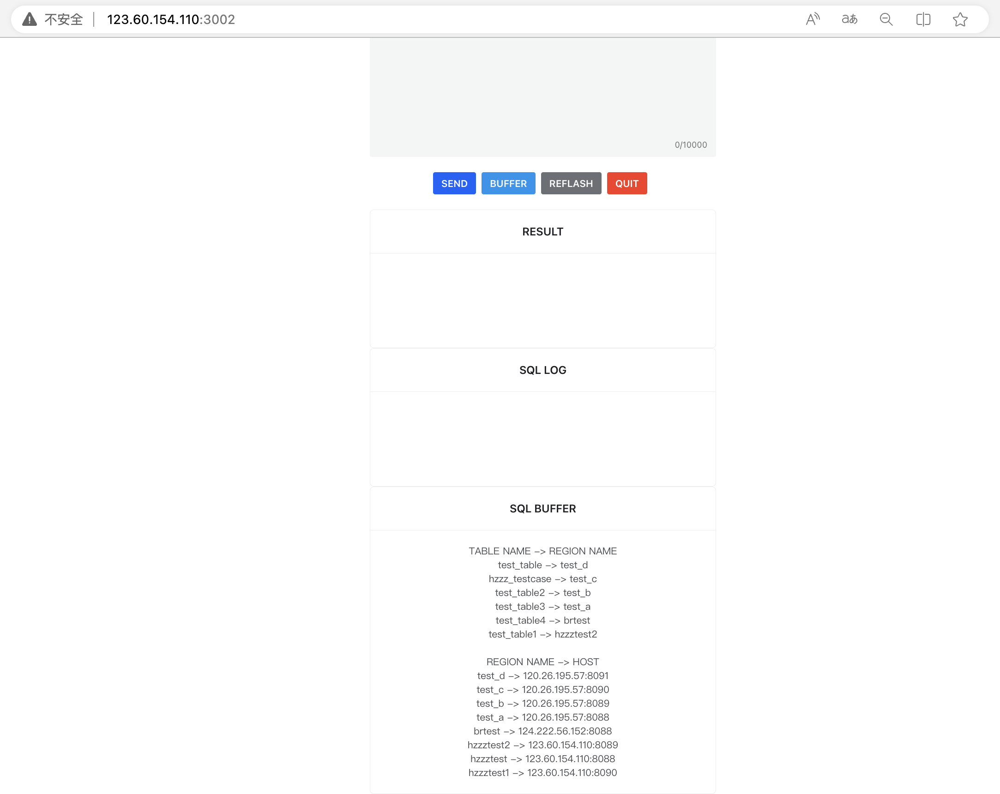 不安全 123.60.154.110:3002 A aあ
0/10000
SEND BUFFER REFLASH QUIT
RESULT
SQL LOG
SQL BUFFER
TABLE NAME —> REGION NAME
test_table —> test_d
hzzz_testcase —> test_c
test_table2 —> test_b
test_table3 —> test_a
test_table4 —> brtest
test_table1 —> hzzztest2
REGION NAME —> HOST
test_d —> 120.26.195.57:8091
test_c —> 120.26.195.57:8090
test_b —> 120.26.195.57:8089
test_a —> 120.26.195.57:8088
brtest —> 124.222.56.152:8088
hzzztest2 —> 123.60.154.110:8089
hzzztest —> 123.60.154.110:8088
hzzztest1 —> 123.60.154.110:8090